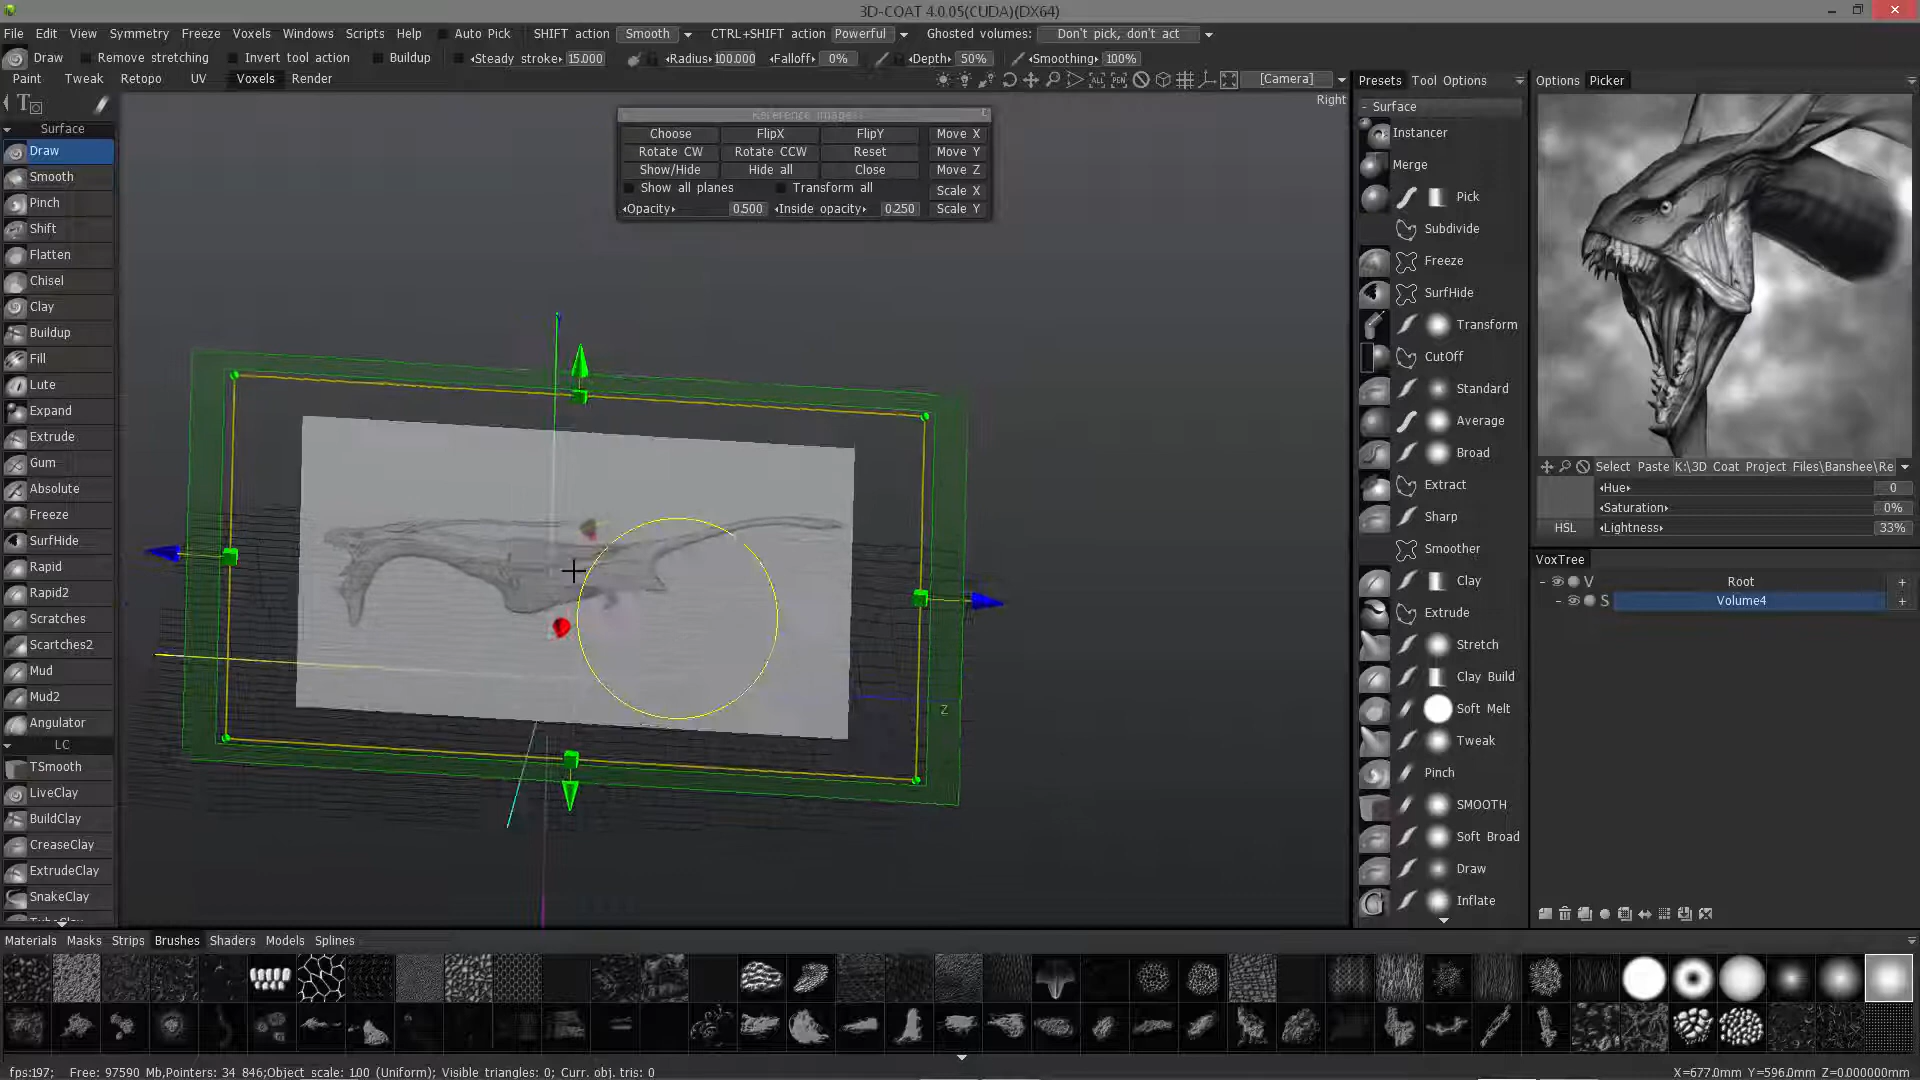 3D-COAT 4.0.05(CUDA)(DX64)
File Edit View Symmetry Freeze Voxels Windows Scripts Help Auto Pick SHIFT action Smooth CTRL+SHIFT action Powerful Ghosted volumes: Don't pick, don't act
Draw Remove stretching Invert tool action Buildup Steady stroke 15.000 Radius 100.000 Falloff 0% Depth 50% Smoothing 100%
Paint Tweak Retopo UV Voxels Render [Camera] Presets Tool Options Options Picker
Right
Surface
Draw
Smooth
Pinch
Shift
Flatten
Chisel
Clay
Buildup
Fill
Lute
Expand
Extrude
Gum
Absolute
Freeze
SurfHide
Rapid
Rapid2
Scratches
Scartches2
Mud
Mud2
Angulator
LC
TSmooth
LiveClay
BuildClay
CreaseClay
ExtrudeClay
SnakeClay
Reference Images
Choose FlipX FlipY Move X
Rotate CW Rotate CCW Reset Move Y
Show/Hide Hide all Close Move Z
Show all planes Transform all Scale X
Opacity 0.500 Inside opacity 0.250 Scale Y
Z
- Surface
Instancer
Merge
Pick
Subdivide
Freeze
SurfHide
Transform
CutOff
Standard
Average
Broad
Extract
Sharp
Smoother
Clay
Extrude
Stretch
Clay Build
Soft Melt
Tweak
Pinch
SMOOTH
Soft Broad
Draw
Inflate
Select Paste K:\3D Coat Project Files\Banshee\Re
Hue 0
Saturation 0%
HSL Lightness 33%
VoxTree
- V Root +
- S Volume4 +
Materials Masks Strips Brushes Shaders Models Splines
fps:197; Free: 97590 Mb,Pointers: 34 846;Object scale: 1.00 (Uniform); Visible triangles: 0; Curr. obj. tris: 0 X=677.0mm Y=596.0mm Z=0.000000mm